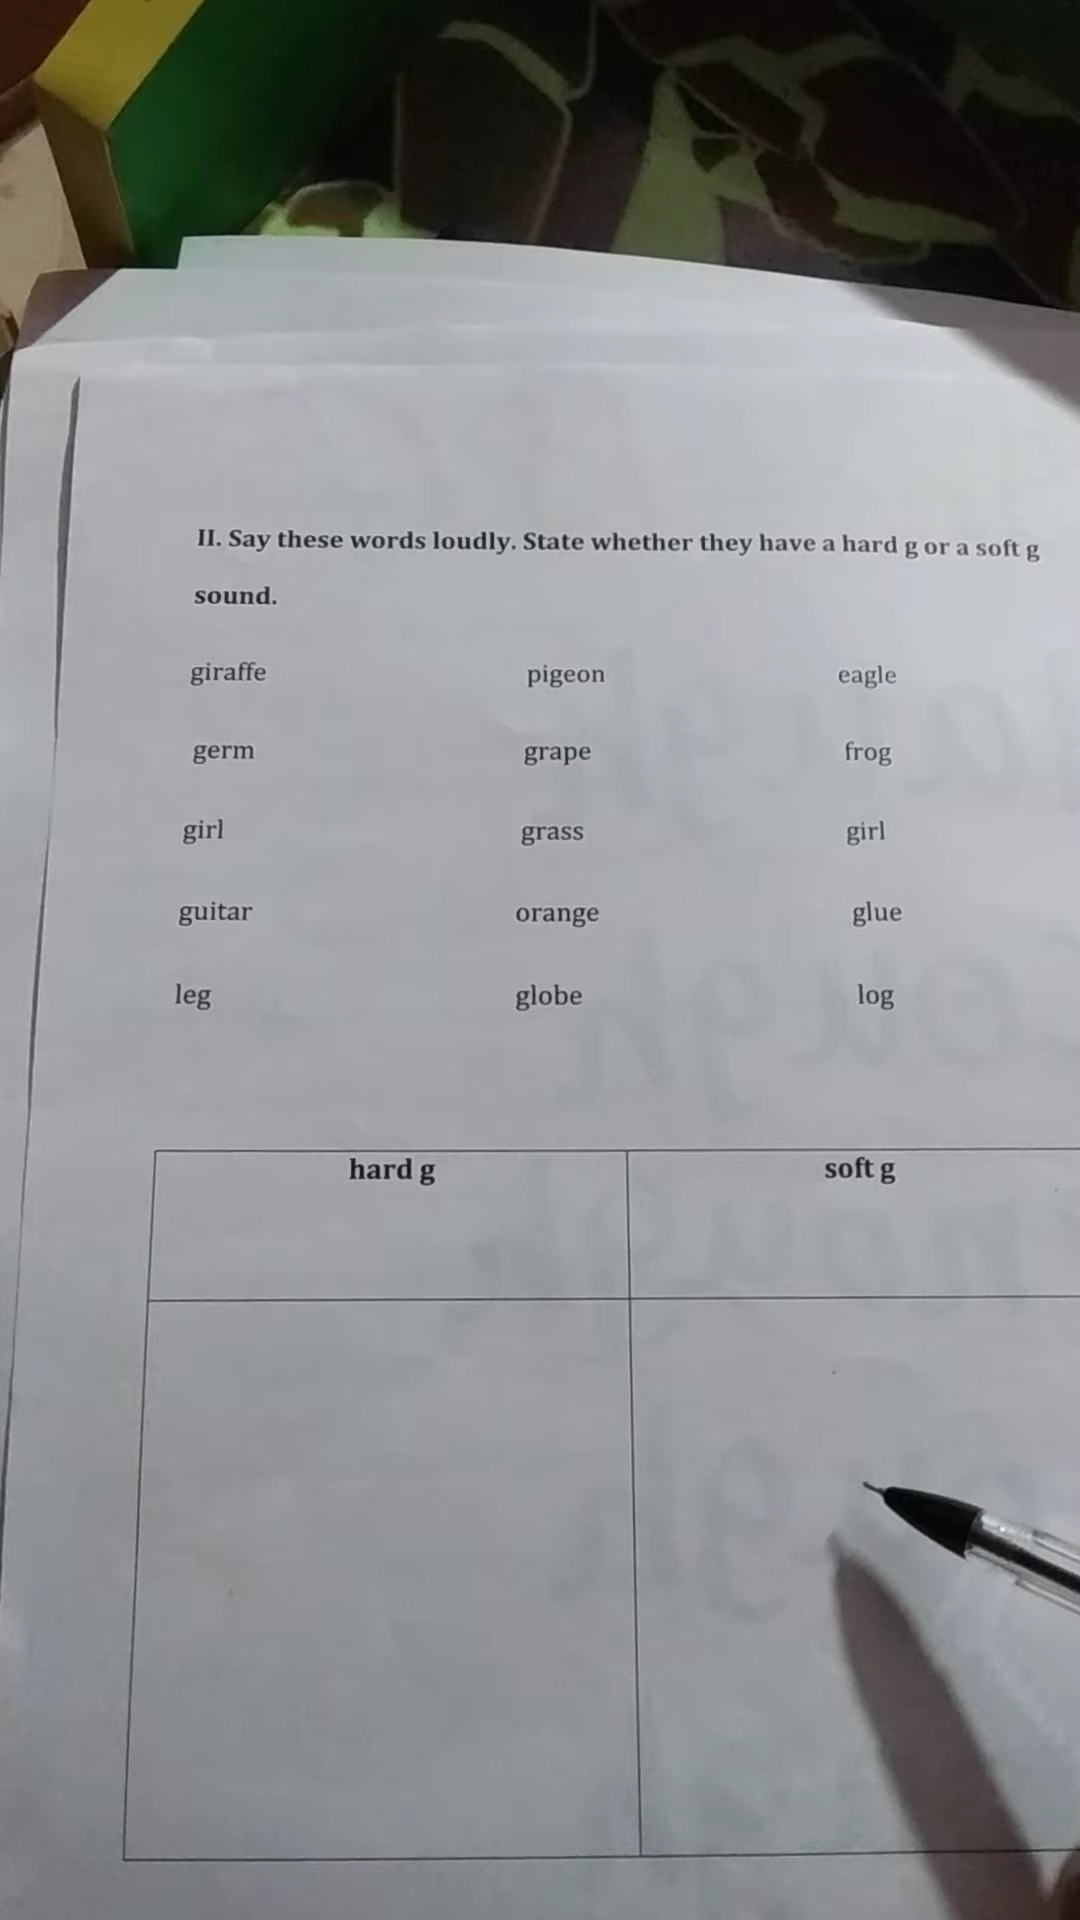 II. Say these words loudly. State whether they have a hard g or a soft g
sound.
giraffe pigeon eagle
germ grape frog
girl grass girl
guitar orange glue
leg globe log
hard g soft g